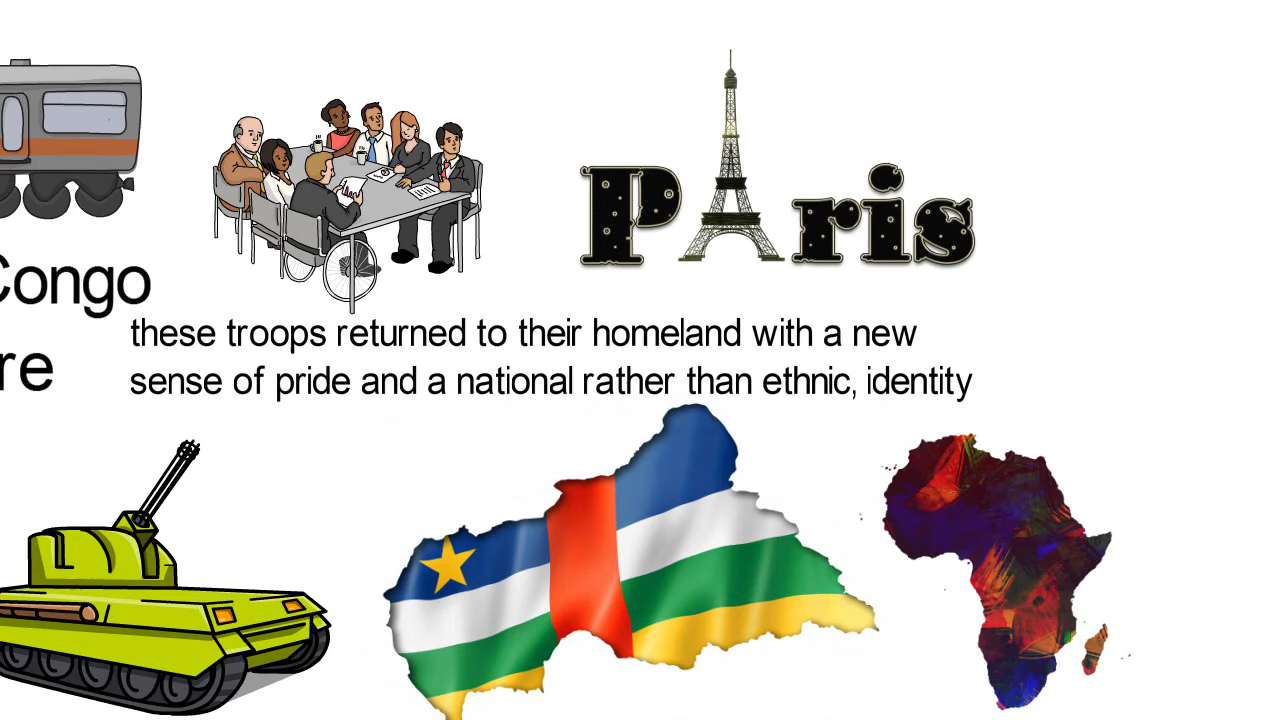 Paris
Congo
these troops returned to their homeland with a new
re
sense of pride and a national rather than ethnic, identity